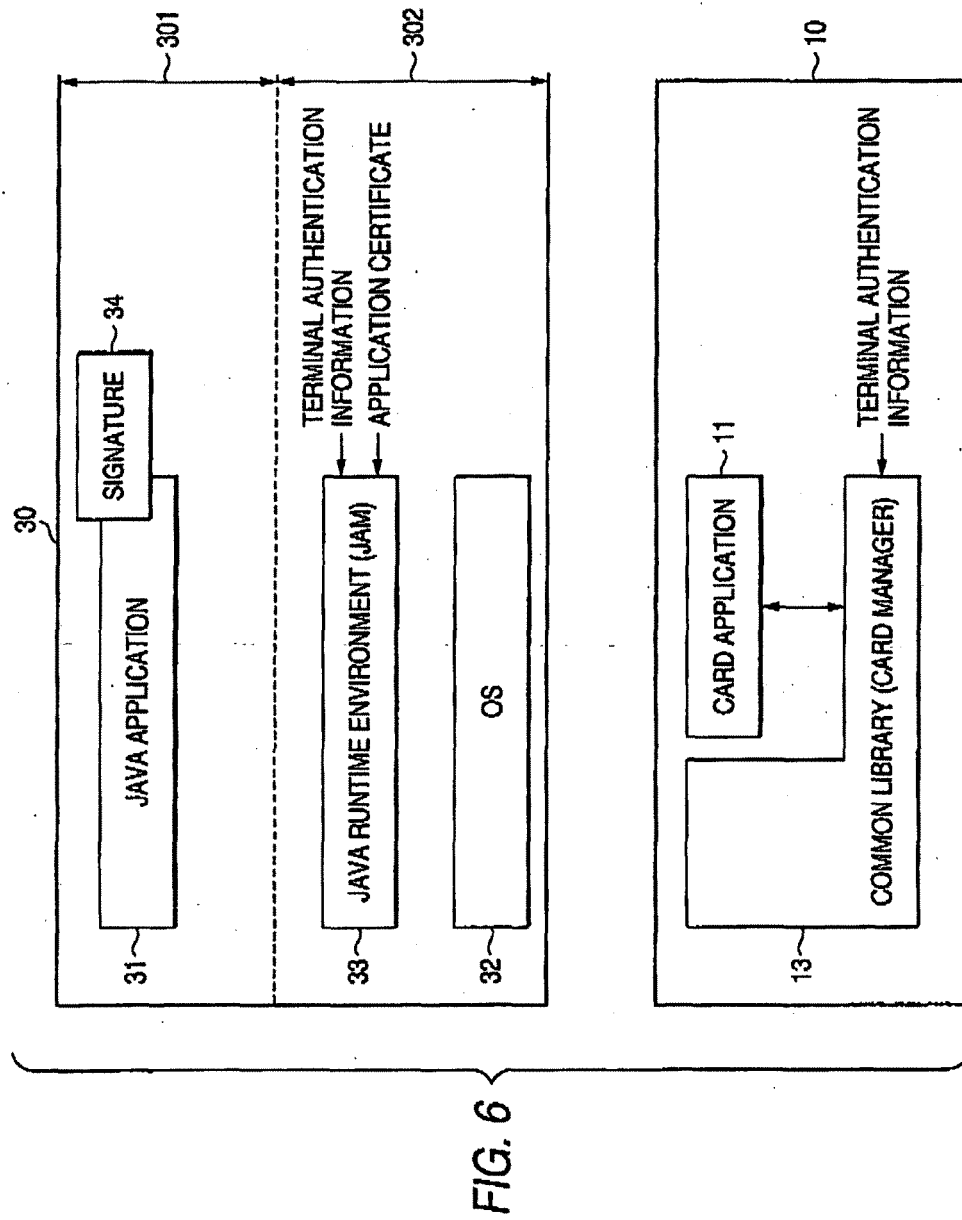 FIG. 6
30
301
JAVA APPLICATION
31
SIGNATURE
34
302
JAVA RUNTIME ENVIRONMENT (JAM)
33
TERMINAL AUTHENTICATION
INFORMATION
APPLICATION CERTIFICATE
OS
32
10
CARD APPLICATION
11
COMMON LIBRARY (CARD MANAGER)
13
TERMINAL AUTHENTICATION
INFORMATION